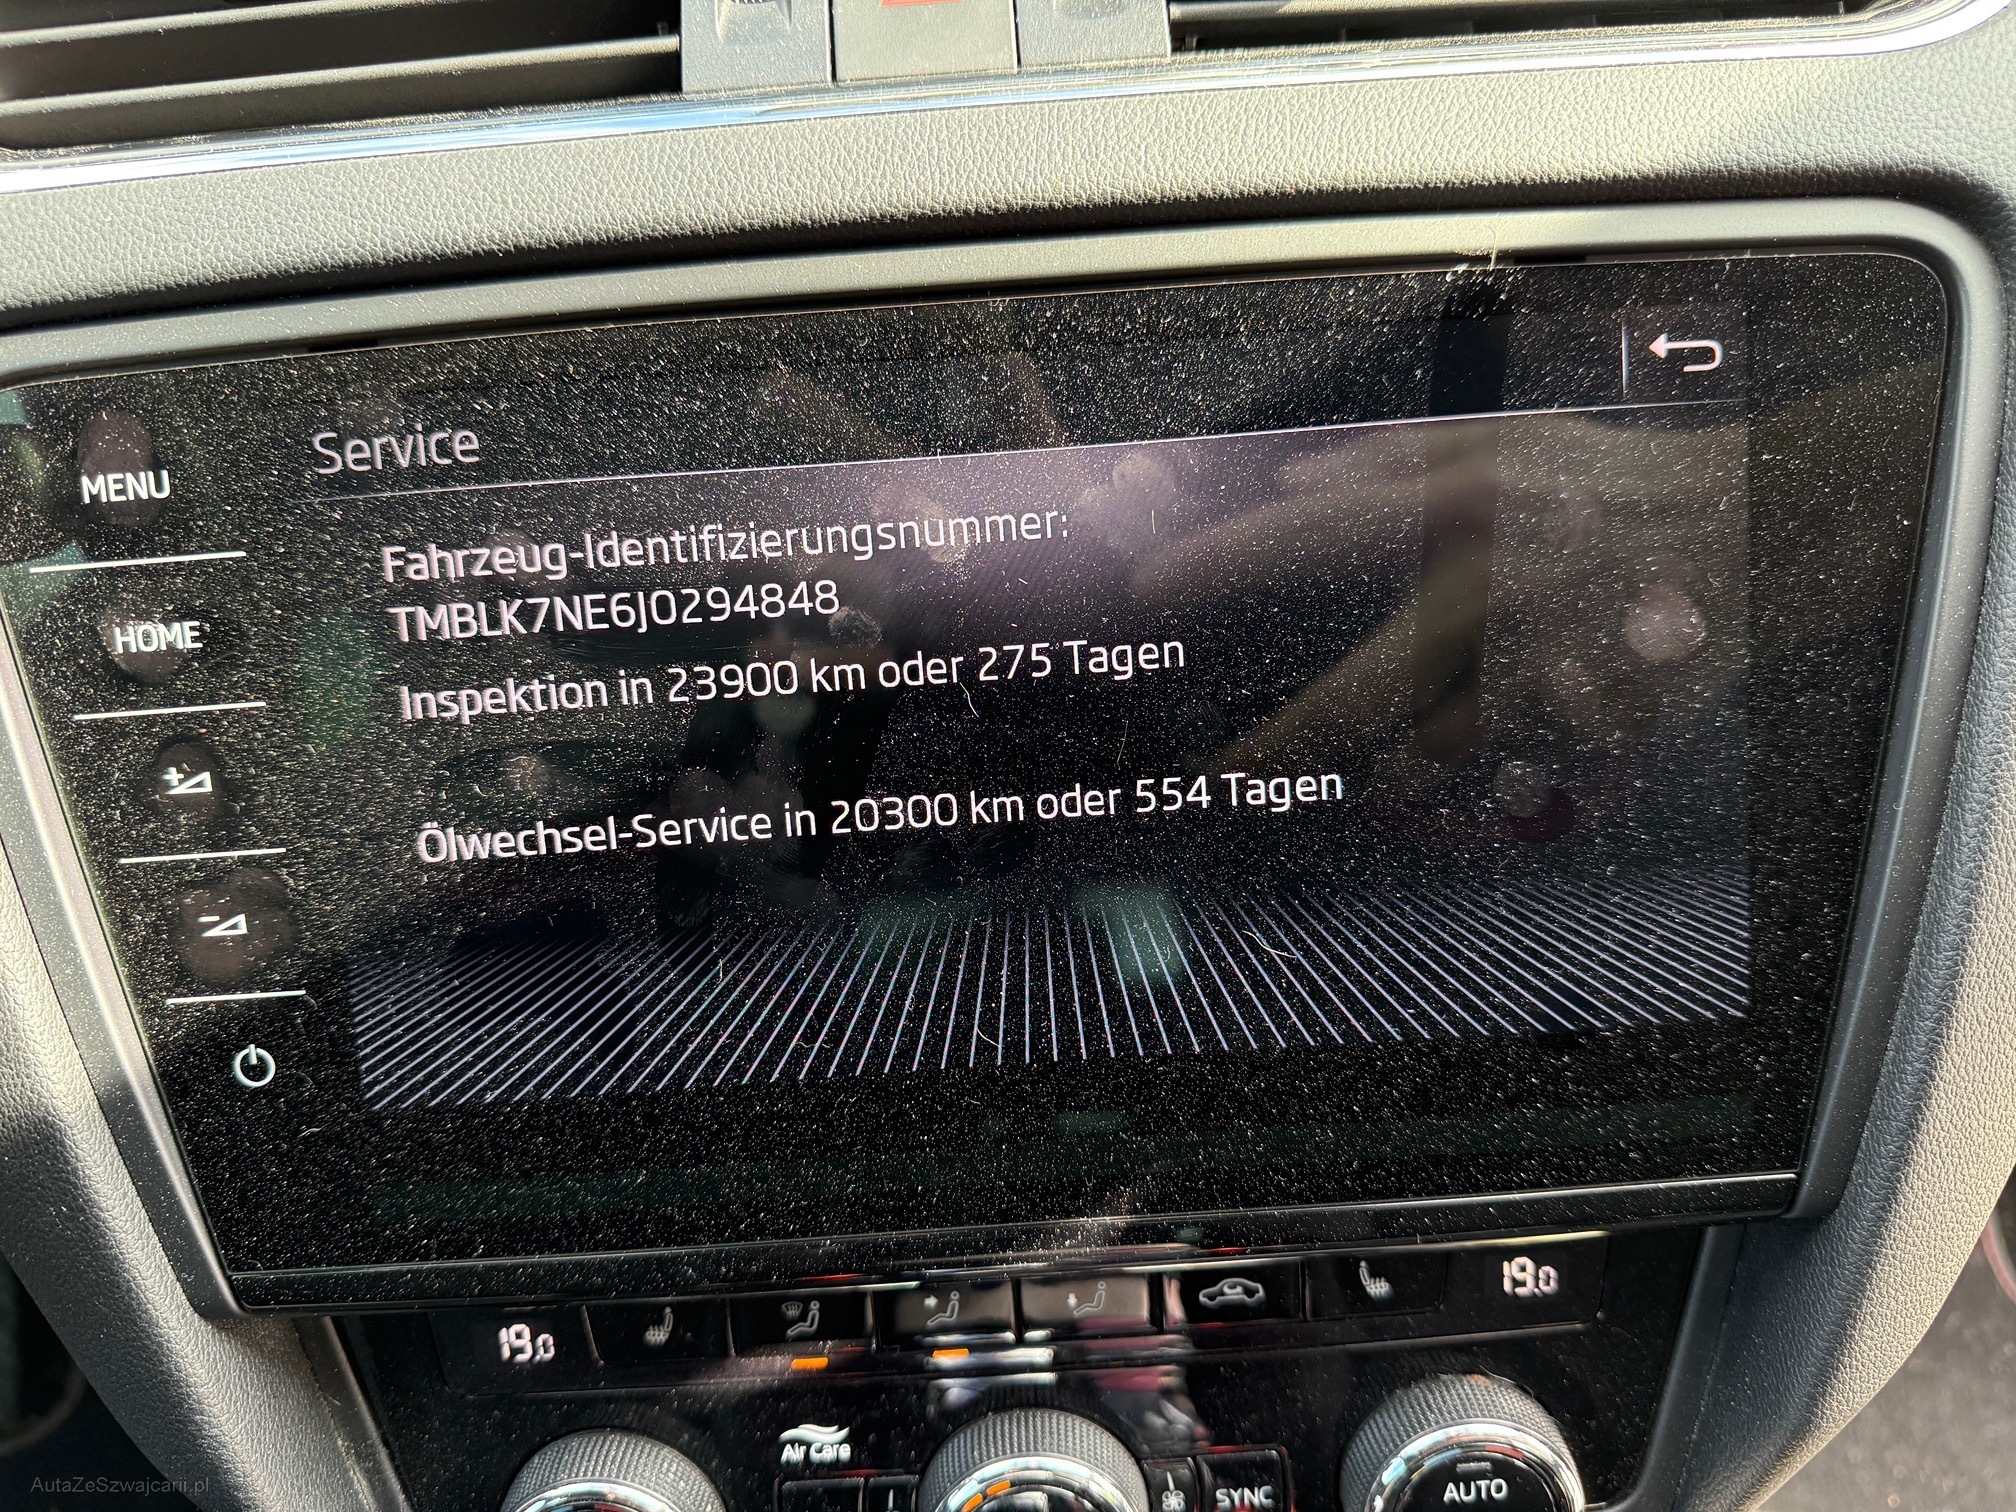 Service
MENU
Fahrzeug-Identifizierungsnummer:
TMBLK7NE6J0294848
HOME
Inspektion in 23900 km oder 275 Tagen
Ölwechsel-Service in 20300 km oder 554 Tagen
19.0
19.0
Air Care
SYNC
AUTO
AutaZeSzwajcarii.pl